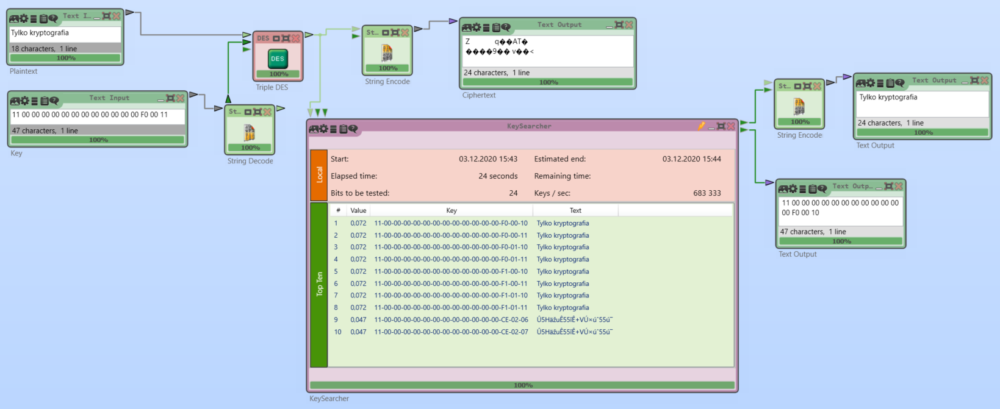 Text I...
Tylko kryptografia
18 characters, 1 line
100%
Plaintext
Text Input
11 00 00 00 00 00 00 00 00 00 00 00 00 F0 00 11
47 characters, 1 line
100%
Key
St...
100%
String Decode
DES
DES
100%
Triple DES
St...
100%
String Encode
Text Output
Z q��AT�
����9�� v��<
24 characters, 1 line
100%
Ciphertext
KeySearcher
Local
Start: 03.12.2020 15:43 Estimated end: 03.12.2020 15:44
Elapsed time: 24 seconds Remaining time:
Bits to be tested: 24 Keys / sec: 683 333
Top Ten
# Value Key Text
1 0,072 11-00-00-00-00-00-00-00-00-00-00-00-00-F0-00-10 Tylko kryptografia
2 0,072 11-00-00-00-00-00-00-00-00-00-00-00-00-F0-00-11 Tylko kryptografia
3 0,072 11-00-00-00-00-00-00-00-00-00-00-00-00-F0-01-10 Tylko kryptografia
4 0,072 11-00-00-00-00-00-00-00-00-00-00-00-00-F0-01-11 Tylko kryptografia
5 0,072 11-00-00-00-00-00-00-00-00-00-00-00-00-F1-00-10 Tylko kryptografia
6 0,072 11-00-00-00-00-00-00-00-00-00-00-00-00-F1-00-11 Tylko kryptografia
7 0,072 11-00-00-00-00-00-00-00-00-00-00-00-00-F1-01-10 Tylko kryptografia
8 0,072 11-00-00-00-00-00-00-00-00-00-00-00-00-F1-01-11 Tylko kryptografia
9 0,047 11-00-00-00-00-00-00-00-00-00-00-00-00-CE-02-06
10 0,047 11-00-00-00-00-00-00-00-00-00-00-00-00-CE-02-07
100%
KeySearcher
St...
100%
String Encode
Text Output
Tylko kryptografia
24 characters, 1 line
100%
Text Output
Text Outp...
11 00 00 00 00 00 00 00 00 00 00 00
00 F0 00 10
47 characters, 1 line
100%
Text Output